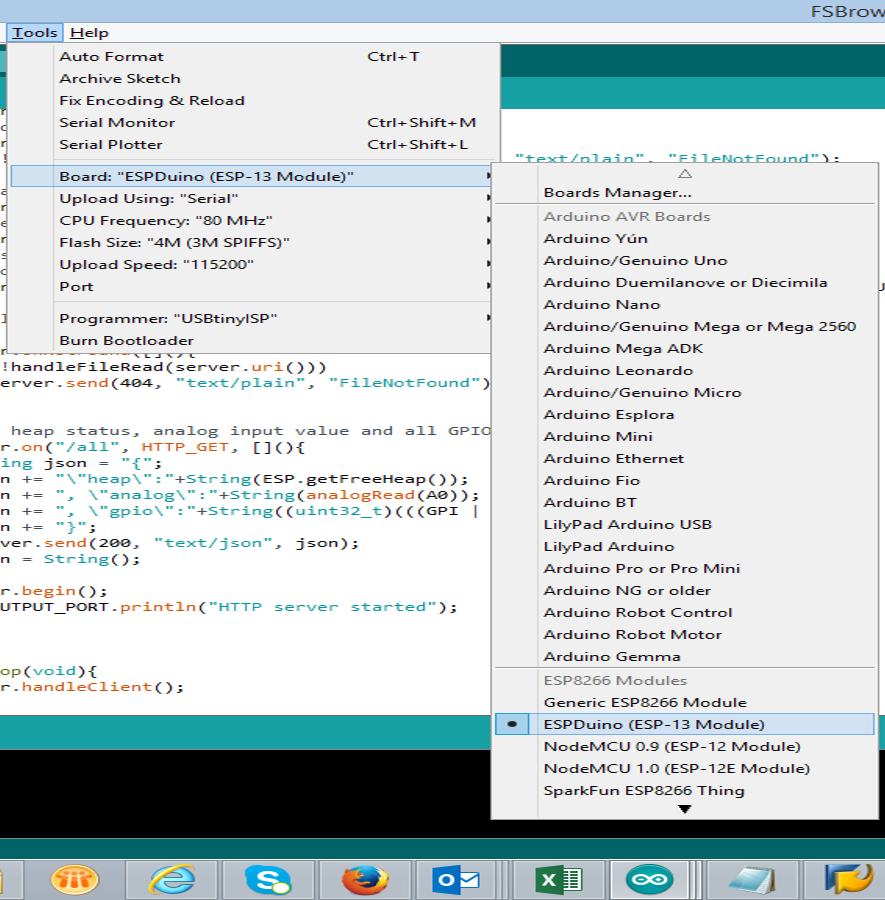 FSBrow
Tools Help
Auto Format Ctrl+T
Archive Sketch
Fix Encoding & Reload
Serial Monitor Ctrl+Shift+M
Serial Plotter Ctrl+Shift+L
"text/plain", "FileNotFound");
Board: "ESPDuino (ESP-13 Module)"
Upload Using: "Serial"
CPU Frequency: "80 MHz"
Flash Size: "4M (3M SPIFFS)"
Upload Speed: "115200"
Port
Programmer: "USBtinyISP"
Burn Bootloader
Boards Manager...
Arduino AVR Boards
Arduino Yún
Arduino/Genuino Uno
Arduino Duemilanove or Diecimila
Arduino Nano
Arduino/Genuino Mega or Mega 2560
Arduino Mega ADK
Arduino Leonardo
Arduino/Genuino Micro
Arduino Esplora
Arduino Mini
Arduino Ethernet
Arduino Fio
Arduino BT
LilyPad Arduino USB
LilyPad Arduino
Arduino Pro or Pro Mini
Arduino NG or older
Arduino Robot Control
Arduino Robot Motor
Arduino Gemma
ESP8266 Modules
Generic ESP8266 Module
ESPDuino (ESP-13 Module)
NodeMCU 0.9 (ESP-12 Module)
NodeMCU 1.0 (ESP-12E Module)
SparkFun ESP8266 Thing
!handleFileRead(server.uri()))
erver.send(404, "text/plain", "FileNotFound")
heap status, analog input value and all GPIO
r.on("/all", HTTP_GET, [](){
ing json = "{";
n += "\"heap\":"+String(ESP.getFreeHeap());
n += ", \"analog\":"+String(analogRead(A0));
n += ", \"gpio\":"+String((uint32_t)(((GPI |
n += "}";
ver.send(200, "text/json", json);
n = String();
r.begin();
UTPUT_PORT.println("HTTP server started");
op(void){
r.handleClient();